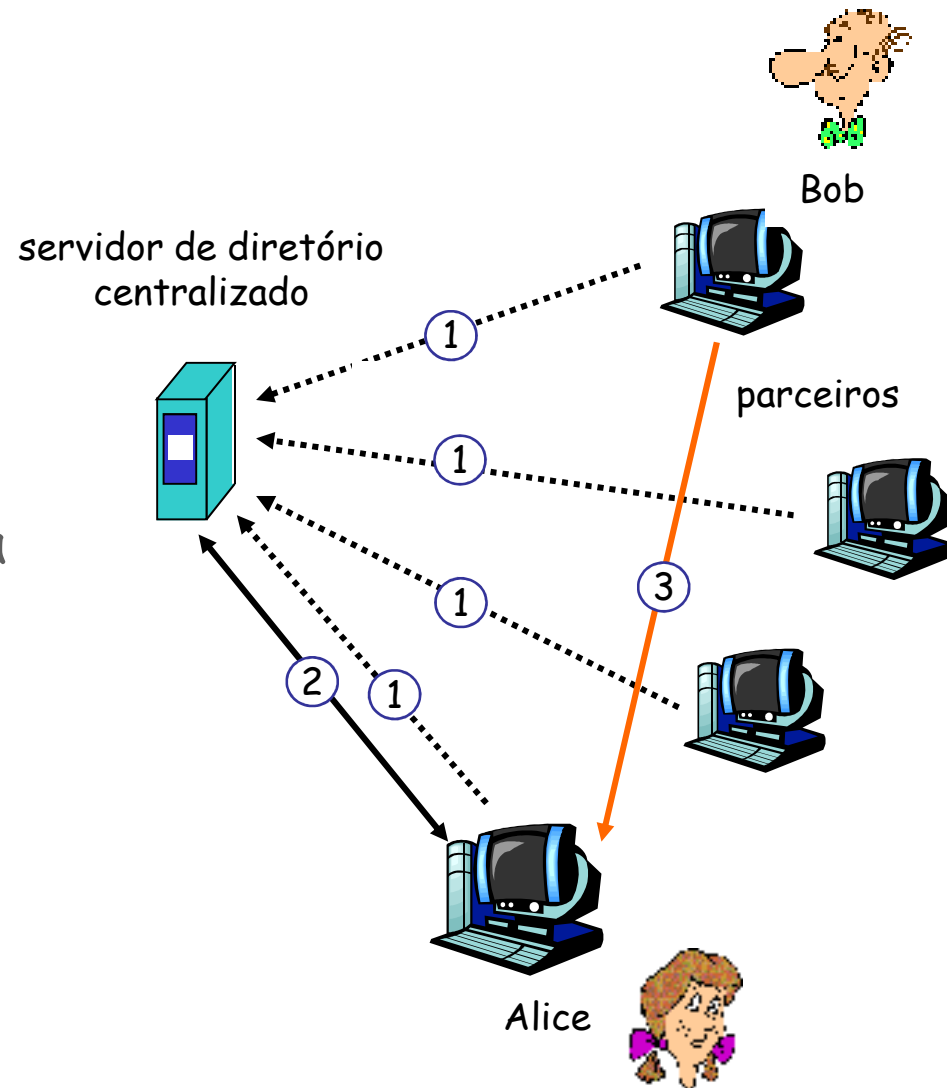 Bob
servidor de diretório
centralizado
1
parceiros
1
3
1
2
1
Alice